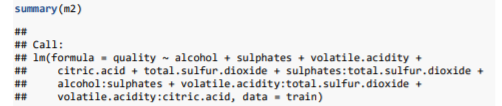 summary(m2)
##
## Call:
## lm(formula = quality ~ alcohol + sulphates + volatile.acidity +
##     citric.acid + total.sulfur.dioxide + sulphates:total.sulfur.dioxide +
##     alcohol:sulphates + volatile.acidity:total.sulfur.dioxide +
##     volatile.acidity:citric.acid, data = train)